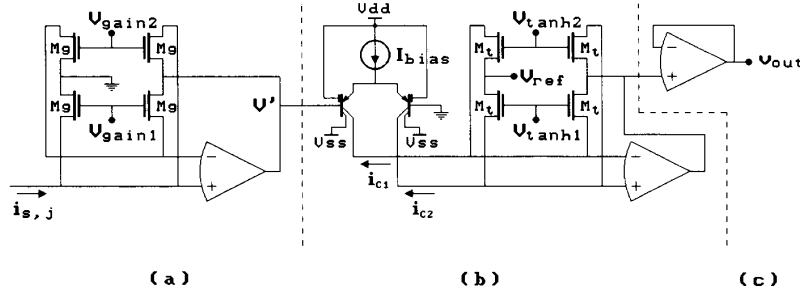 Vgain2
Mg Mg
Mg Mg
Vgain1
is,j
V'
Vdd
Ibias
Vss Vss
ic1
ic2
Vtanh2
Mt Mt
Vref
Mt Mt
Vtanh1
- +
- +
- +
Vout
(a) (b) (c)